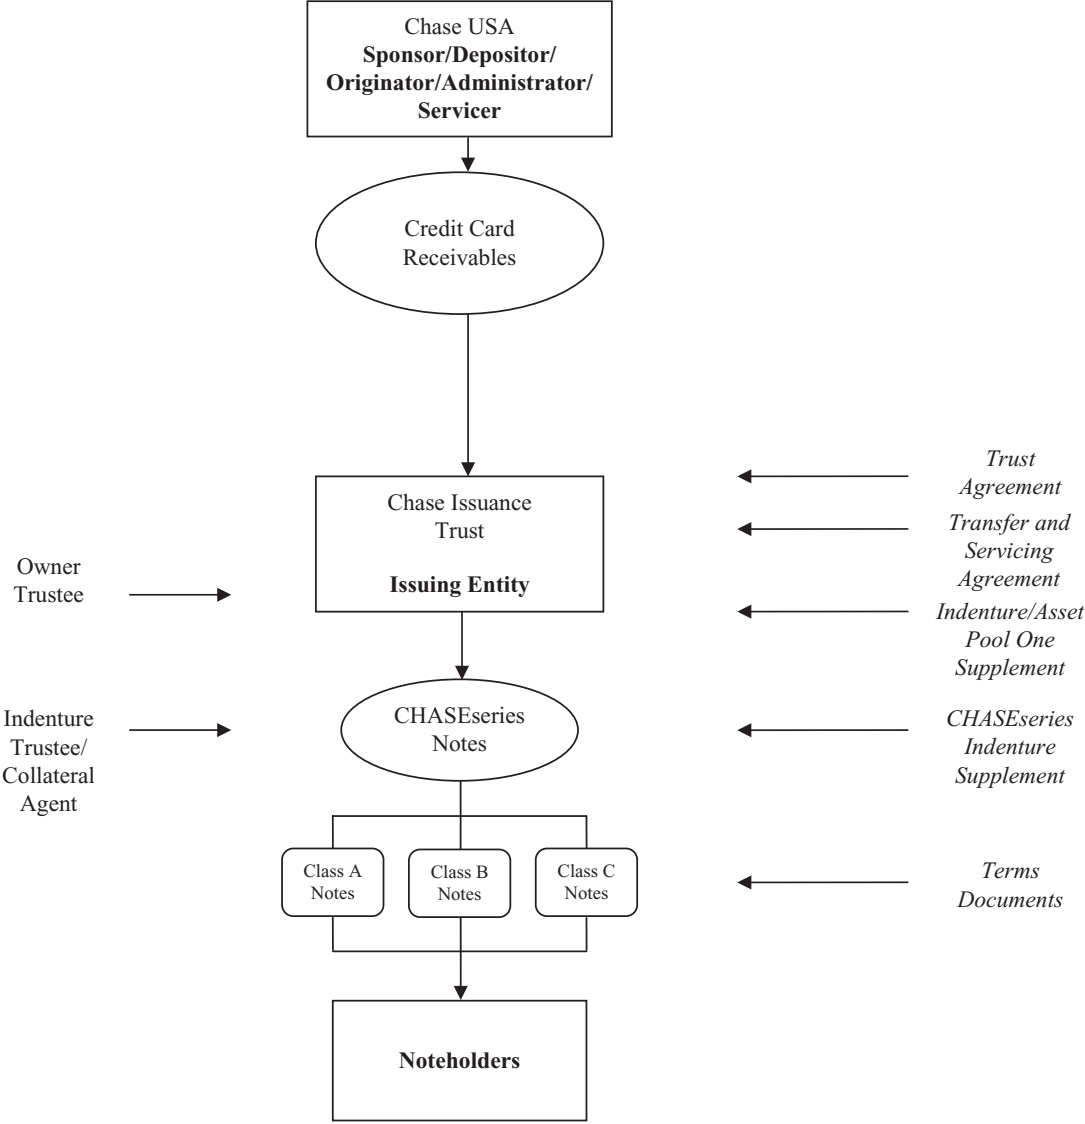 Chase USA
Sponsor/Depositor/
Originator/Administrator/
Servicer
Credit Card
Receivables
Trust
Agreement
Chase Issuance
Trust
Issuing Entity
Transfer and
Servicing
Agreement
Owner
Trustee
Indenture/Asset
Pool One
Supplement
Indenture
Trustee/
Collateral
Agent
CHASEseries
Notes
CHASEseries
Indenture
Supplement
Class A
Notes
Class B
Notes
Class C
Notes
Terms
Documents
Noteholders